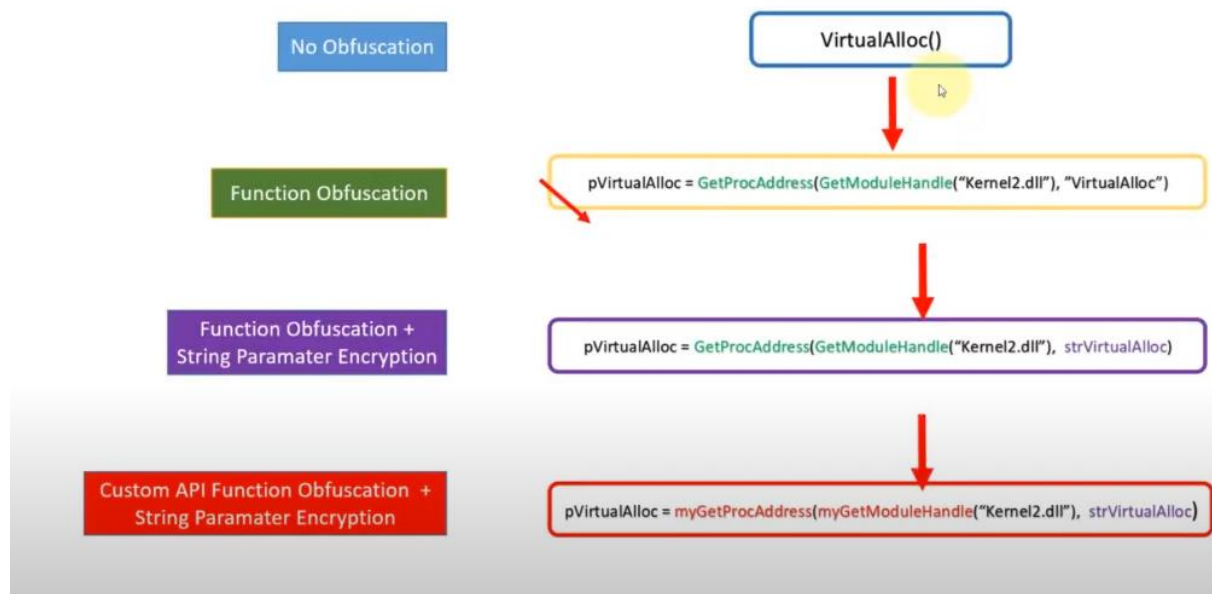 No Obfuscation
VirtualAlloc()
Function Obfuscation
pVirtualAlloc = GetProcAddress(GetModuleHandle(“Kernel2.dll”), ”VirtualAlloc”)
Function Obfuscation +
String Paramater Encryption
pVirtualAlloc = GetProcAddress(GetModuleHandle(“Kernel2.dll”), strVirtualAlloc)
Custom API Function Obfuscation +
String Paramater Encryption
pVirtualAlloc = myGetProcAddress(myGetModuleHandle(“Kernel2.dll”), strVirtualAlloc)